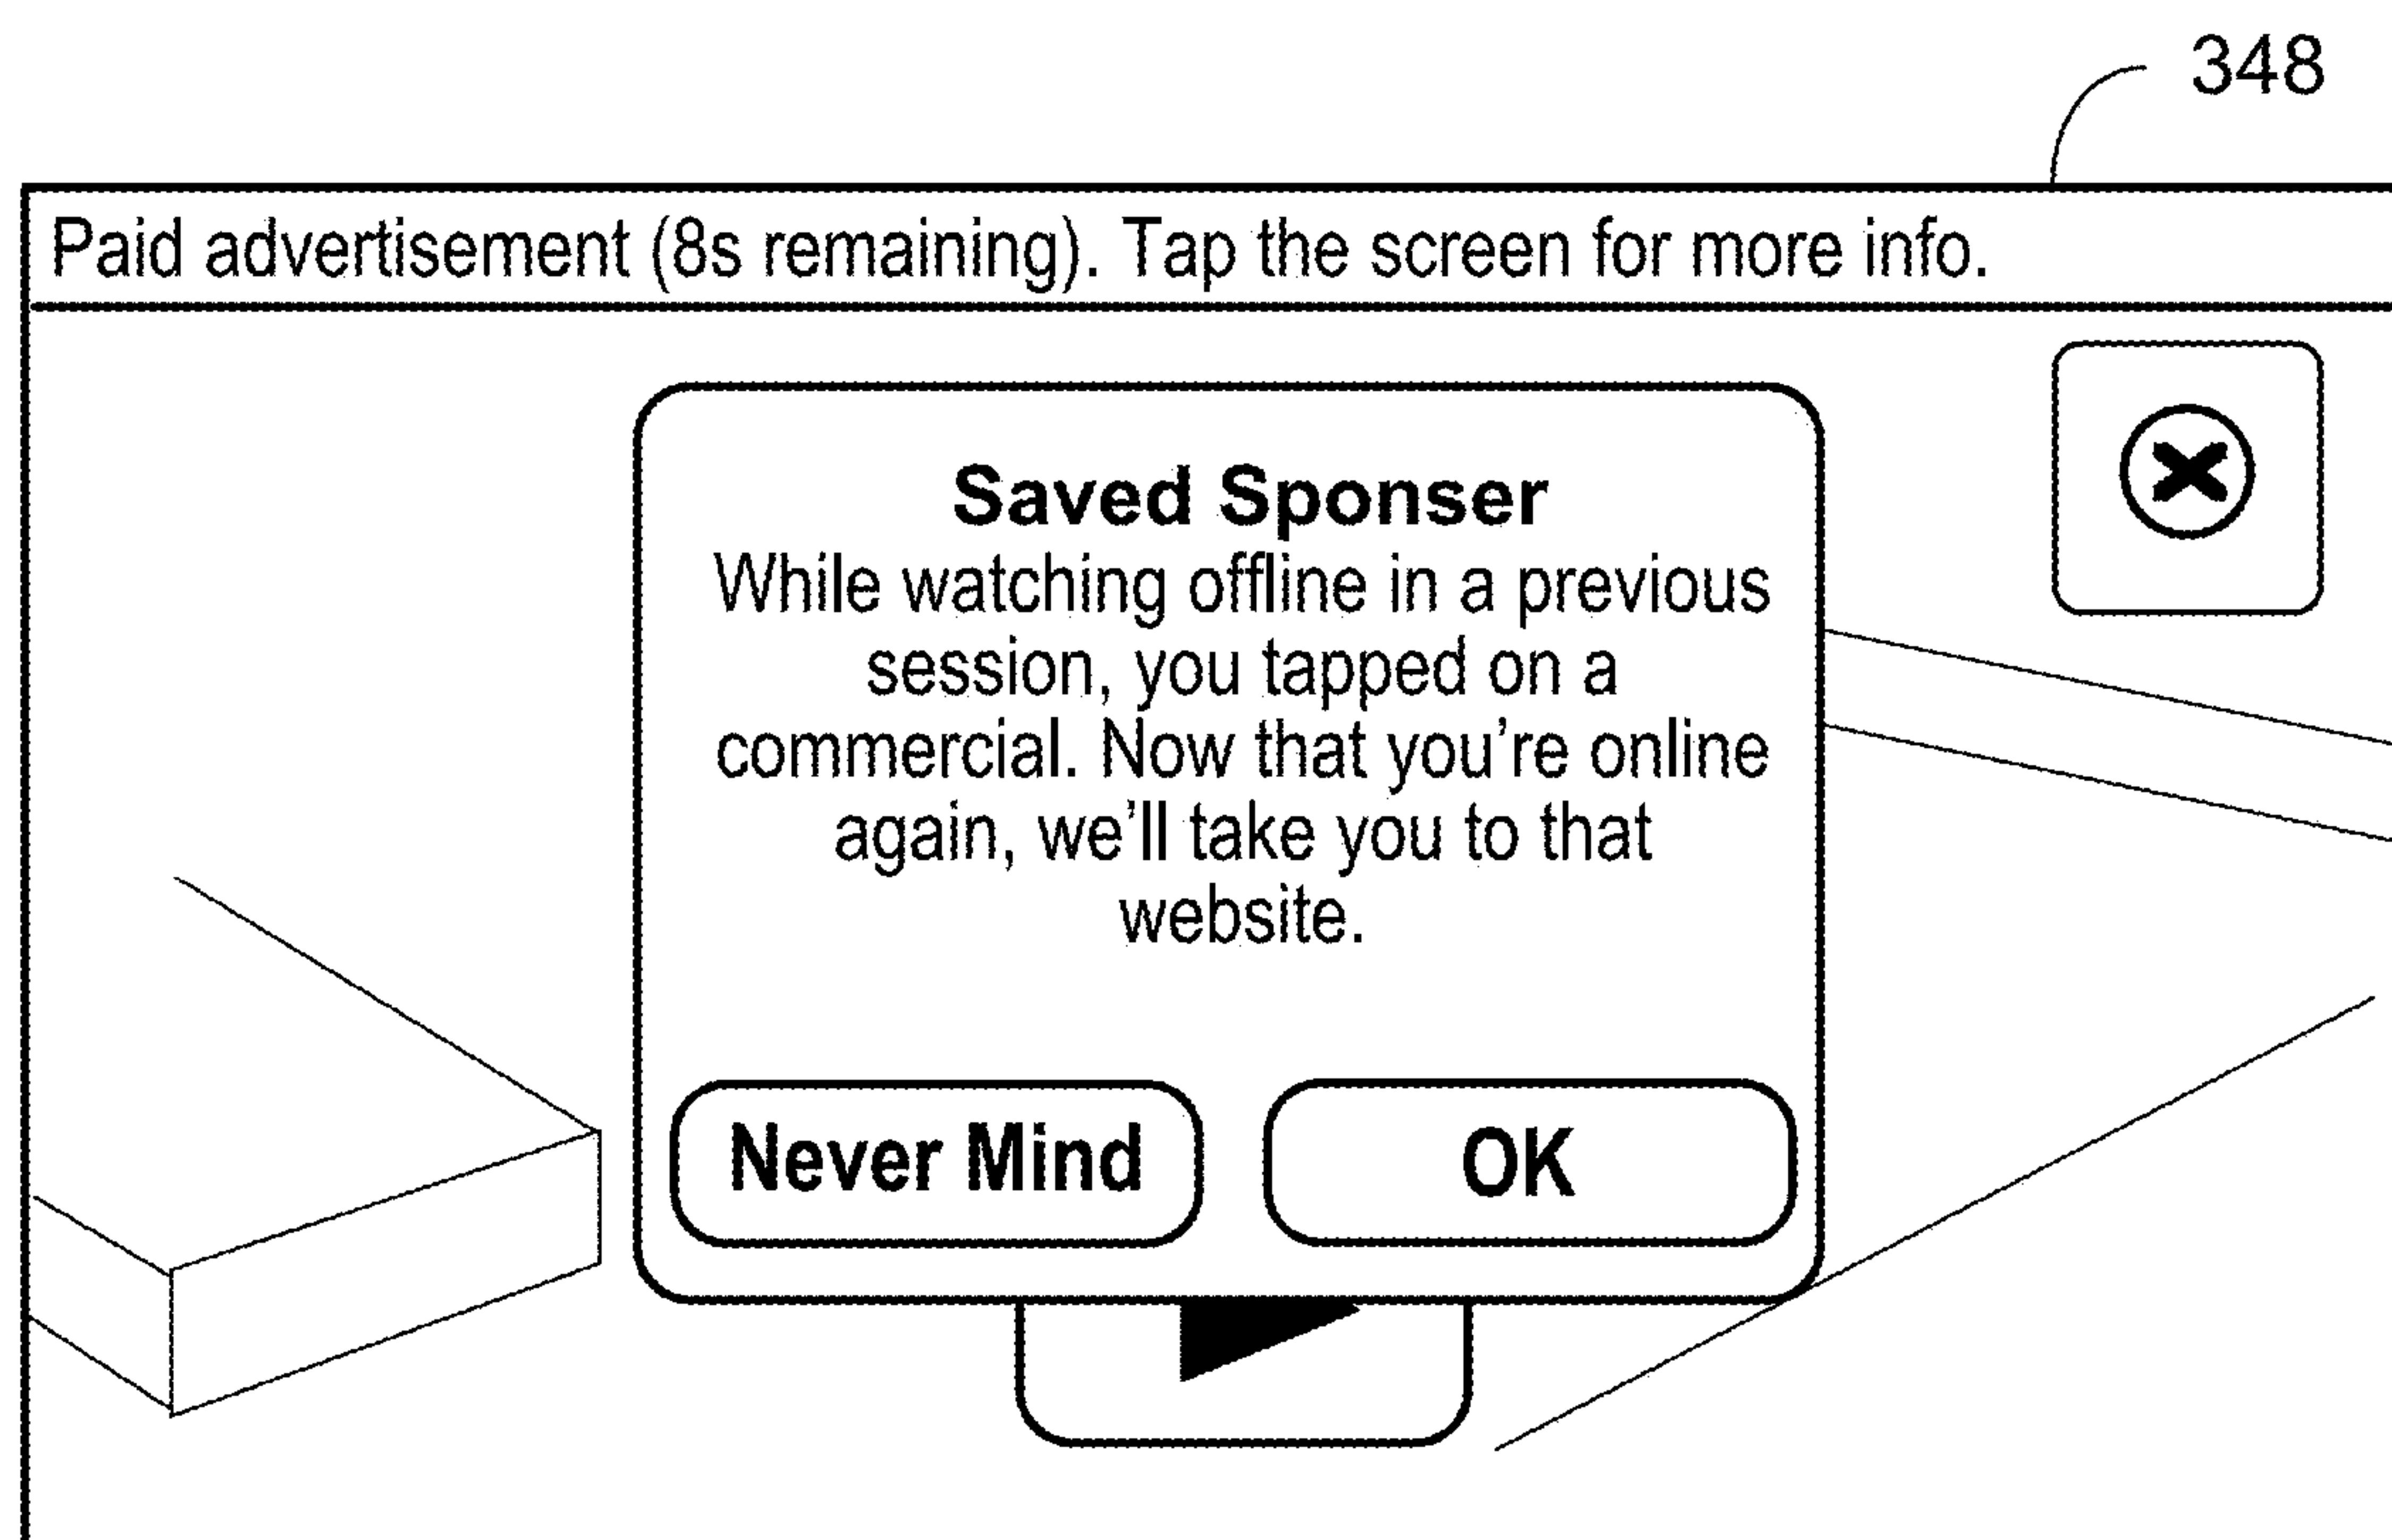 348
Paid advertisement (8s remaining). Tap the screen for more info.
Saved Sponser
While watching offline in a previous
session, you tapped on a
commercial. Now that you're online
again, we'll take you to that
website.
Never Mind
OK